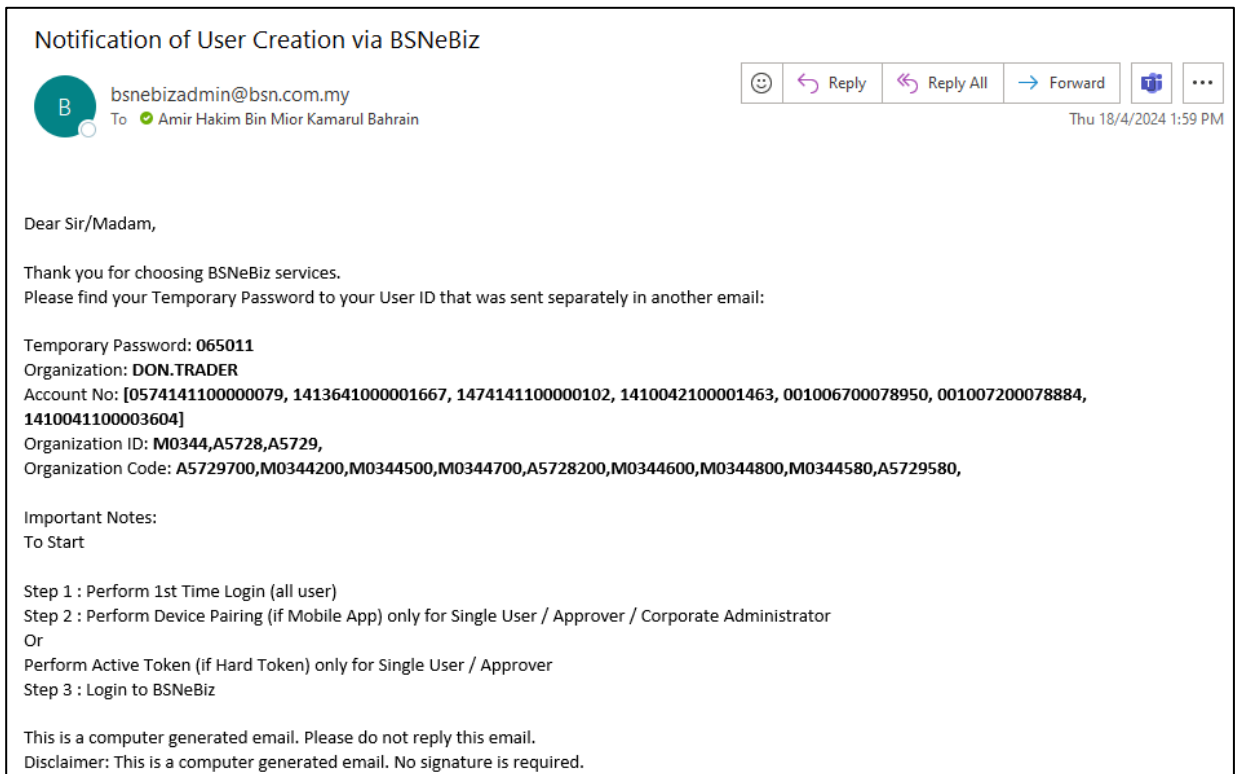 Notification of User Creation via BSNeBiz
B
bsnebizadmin@bsn.com.my
To Amir Hakim Bin Mior Kamarul Bahrain
Reply
Reply All
Forward
Thu 18/4/2024 1:59 PM
Dear Sir/Madam,
Thank you for choosing BSNeBiz services.
Please find your Temporary Password to your User ID that was sent separately in another email:
Temporary Password: 065011
Organization: DON.TRADER
Account No: [0574141100000079, 1413641000001667, 1474141100000102, 1410042100001463, 001006700078950, 001007200078884,
1410041100003604]
Organization ID: M0344,A5728,A5729,
Organization Code: A5729700,M0344200,M0344500,M0344700,A5728200,M0344600,M0344800,M0344580,A5729580,
Important Notes:
To Start
Step 1 : Perform 1st Time Login (all user)
Step 2 : Perform Device Pairing (if Mobile App) only for Single User / Approver / Corporate Administrator
Or
Perform Active Token (if Hard Token) only for Single User / Approver
Step 3 : Login to BSNeBiz
This is a computer generated email. Please do not reply this email.
Disclaimer: This is a computer generated email. No signature is required.